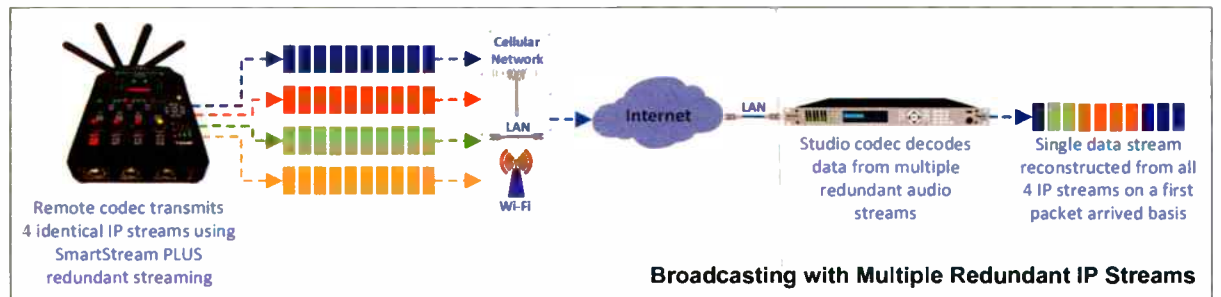 Cellular
Network
LAN
Wi-Fi
Internet
LAN
Remote codec transmits
4 identical IP streams using
SmartStream PLUS
redundant streaming
Studio codec decodes
data from multiple
redundant audio
streams
Single data stream
reconstructed from all
4 IP streams on a first
packet arrived basis
Broadcasting with Multiple Redundant IP Streams